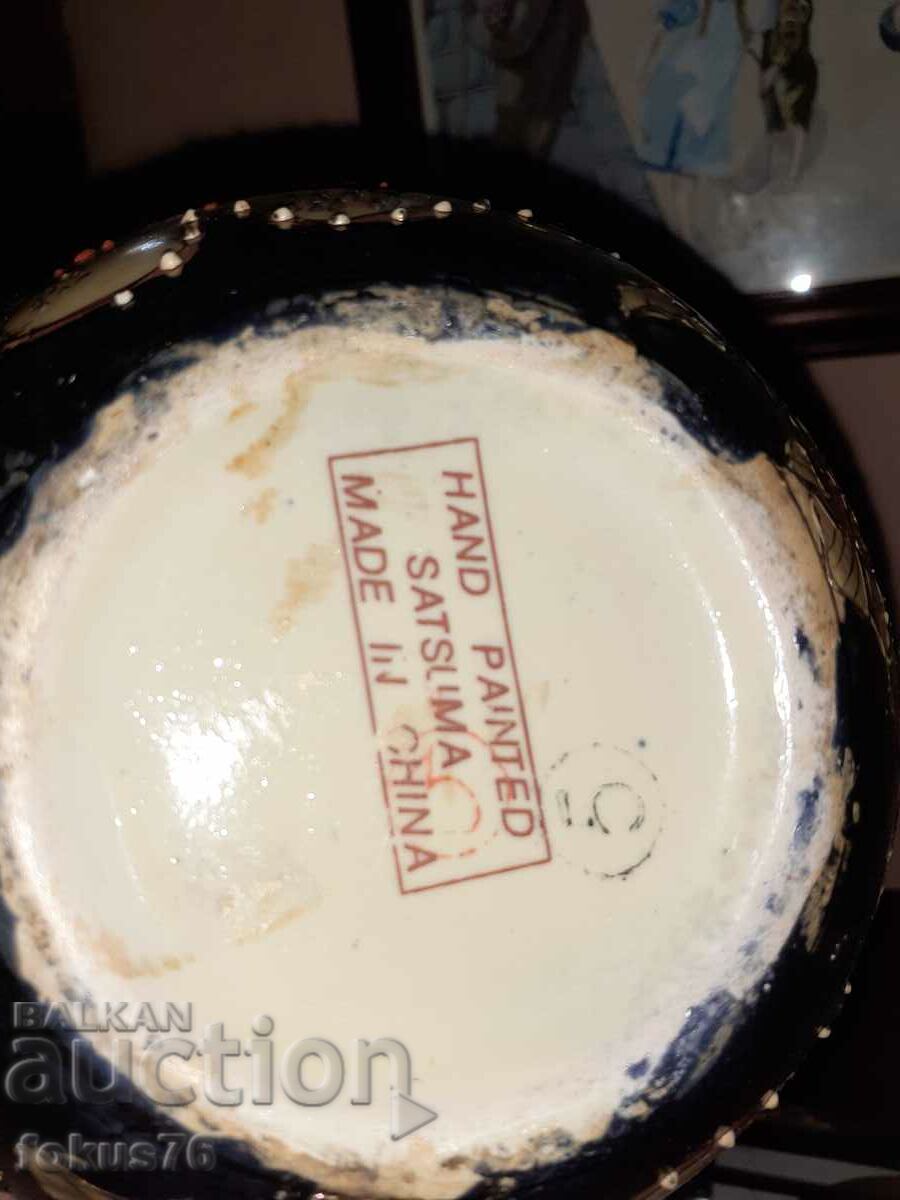 HAND PAINTED
SATSUMA
MADE IN CHINA
BALKAN
auction
fokus76